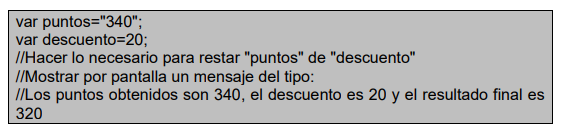 var puntos="340";
var descuento=20;
//Hacer lo necesario para restar "puntos" de "descuento"
//Mostrar por pantalla un mensaje del tipo:
//Los puntos obtenidos son 340, el descuento es 20 y el resultado final es
320